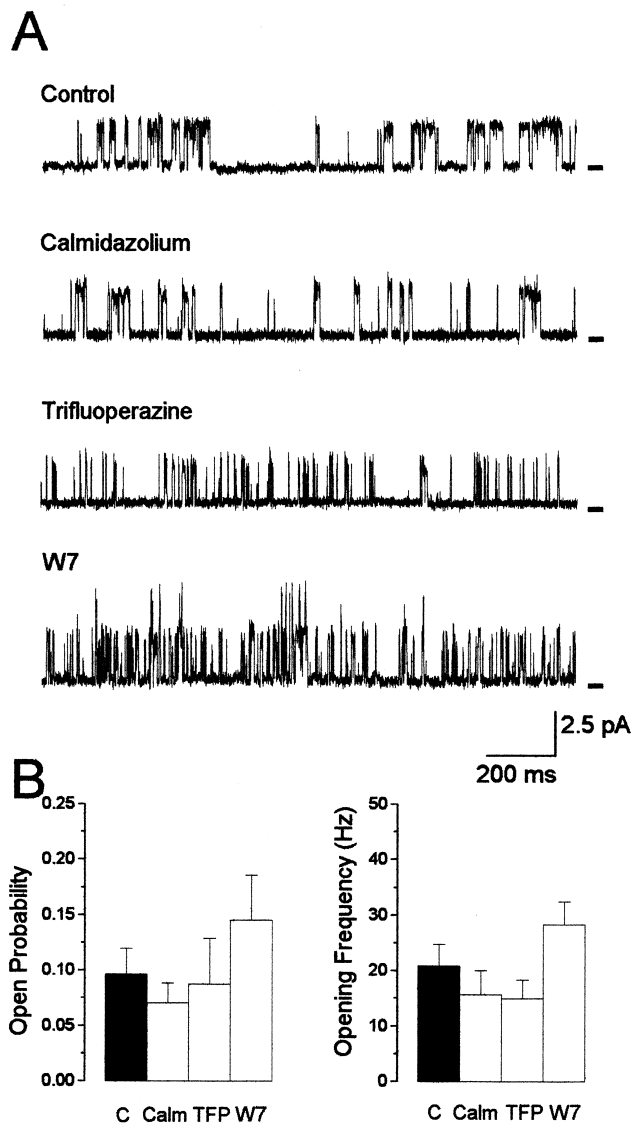 A
Control
Calmidazolium
Trifluoperazine
W7
2.5 pA
200 ms
B
Open Probability
0.25
0.20
0.15
0.10
0.05
0.00
C Calm TFP W7
Opening Frequency (Hz)
50
40
30
20
10
0
C Calm TFP W7